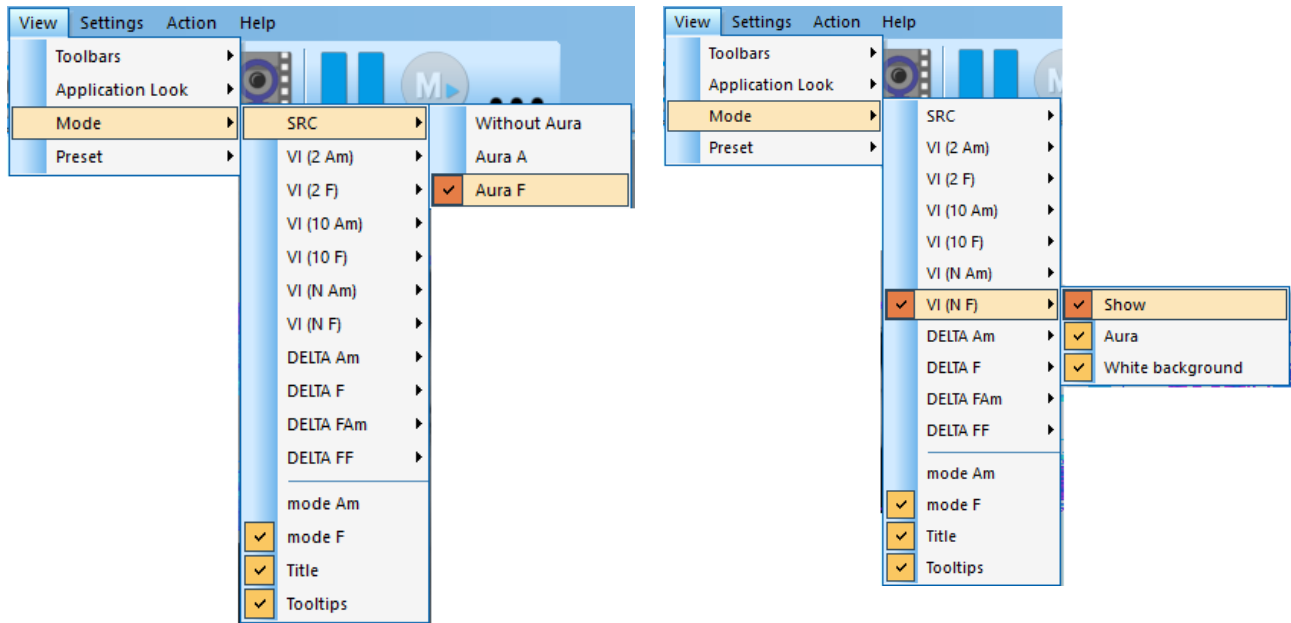 View Settings Action Help
Toolbars
Application Look
Mode
Preset
M
SRC
VI (2 Am)
VI (2 F)
VI (10 Am)
VI (10 F)
VI (N Am)
VI (N F)
DELTA Am
DELTA F
DELTA FAm
DELTA FF
mode Am
mode F
Title
Tooltips
Without Aura
Aura A
Aura F
View Settings Action Help
Toolbars
Application Look
Mode
Preset
SRC
VI (2 Am)
VI (2 F)
VI (10 Am)
VI (10 F)
VI (N Am)
VI (N F)
DELTA Am
DELTA F
DELTA FAm
DELTA FF
mode Am
mode F
Title
Tooltips
Show
Aura
White background